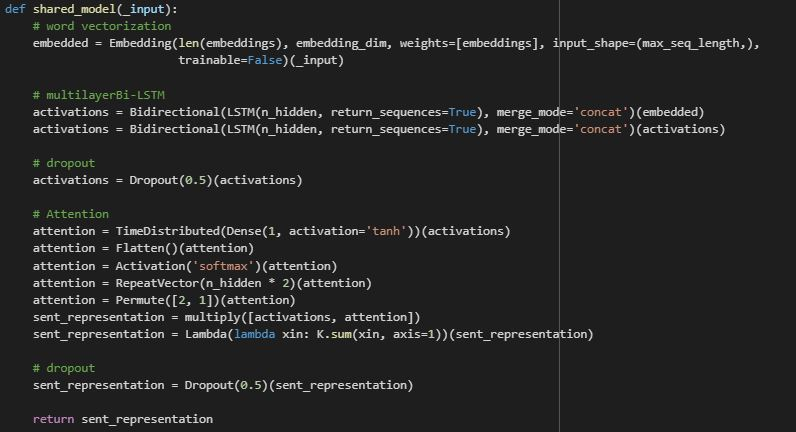 def shared_model(_input):
    # word vectorization
    embedded = Embedding(len(embeddings), embedding_dim, weights=[embeddings], input_shape=(max_seq_length,),
                         trainable=False)(_input)

    # multilayerBi-LSTM
    activations = Bidirectional(LSTM(n_hidden, return_sequences=True), merge_mode='concat')(embedded)
    activations = Bidirectional(LSTM(n_hidden, return_sequences=True), merge_mode='concat')(activations)

    # dropout
    activations = Dropout(0.5)(activations)

    # Attention
    attention = TimeDistributed(Dense(1, activation='tanh'))(activations)
    attention = Flatten()(attention)
    attention = Activation('softmax')(attention)
    attention = RepeatVector(n_hidden * 2)(attention)
    attention = Permute([2, 1])(attention)
    sent_representation = multiply([activations, attention])
    sent_representation = Lambda(lambda xin: K.sum(xin, axis=1))(sent_representation)

    # dropout
    sent_representation = Dropout(0.5)(sent_representation)

    return sent_representation